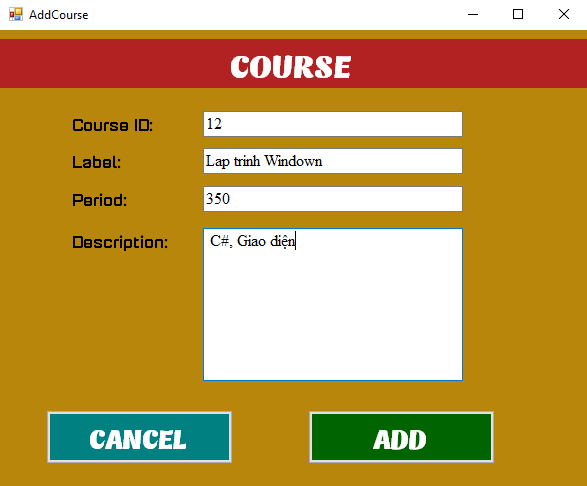 AddCourse
COURSE
Course ID: 12
Label: Lap trinh Windown
Period: 350
Description: C#, Giao diện
CANCEL ADD